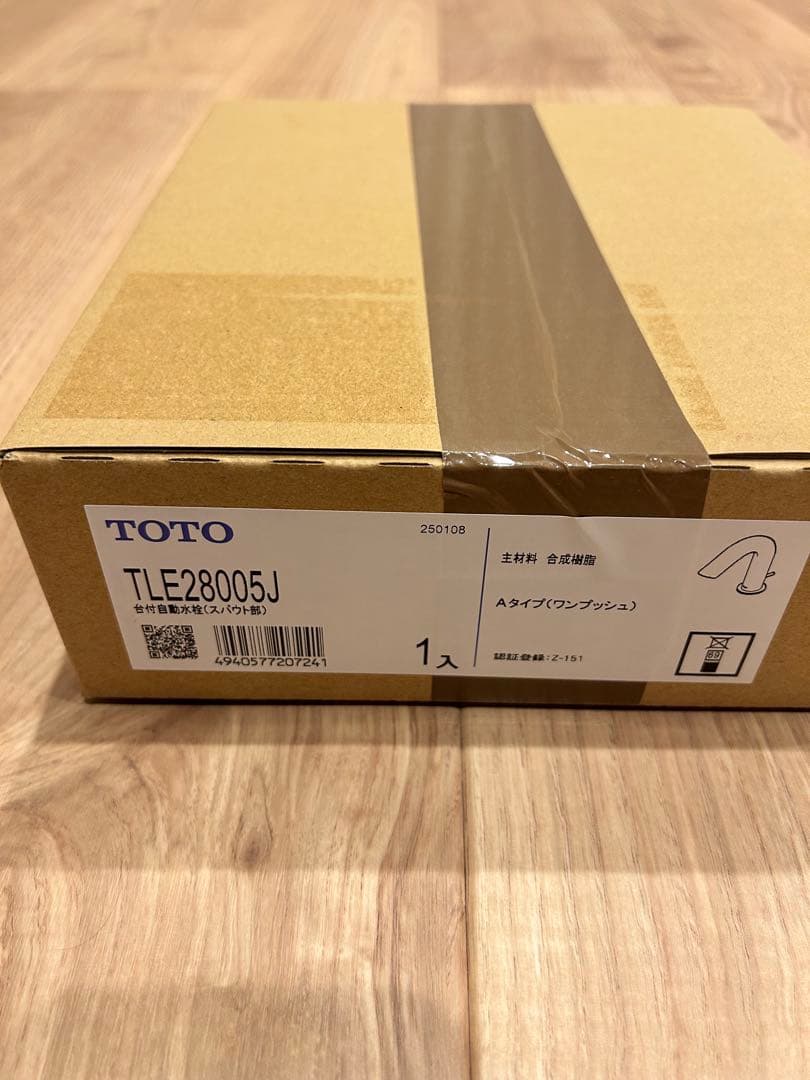 TOTO
250108
TLE28005J
台付自動水栓(スパウト部)
4940577207241
1入
主材料 合成樹脂
Aタイプ(ワンプッシュ)
認証登録:Z-151